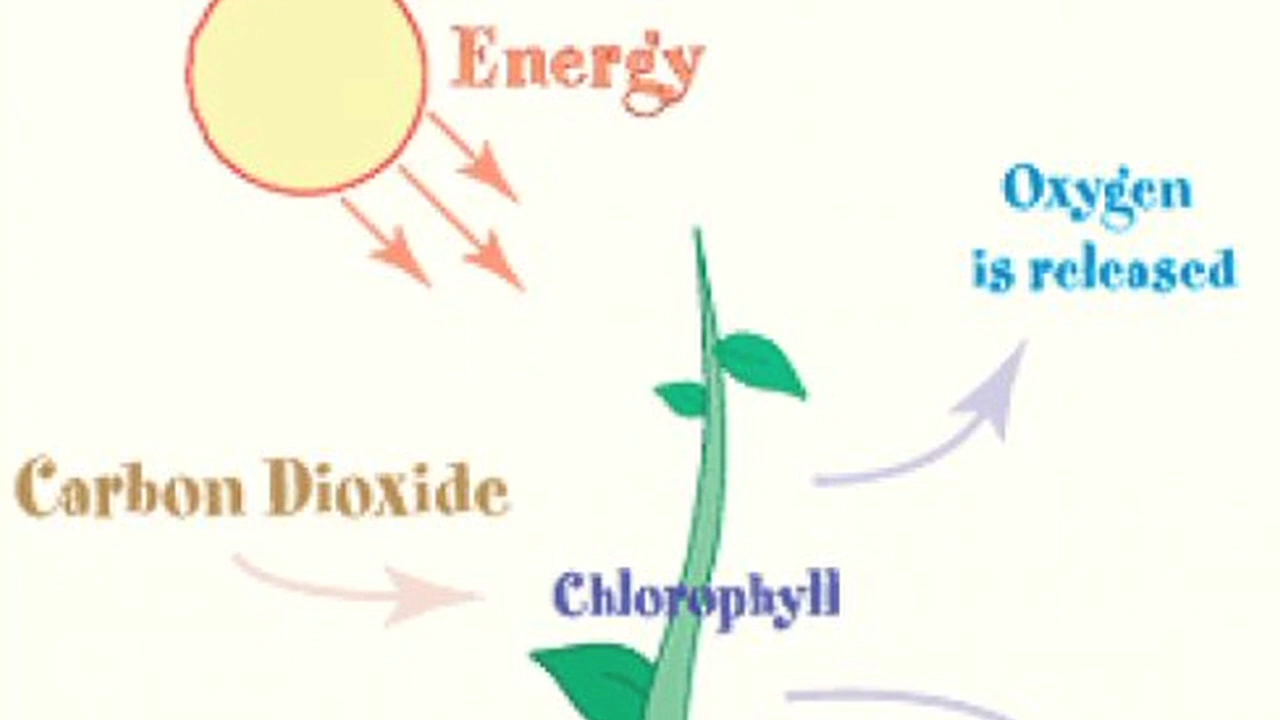 Energy
Oxygen
is released
Carbon Dioxide
Chlorophyll